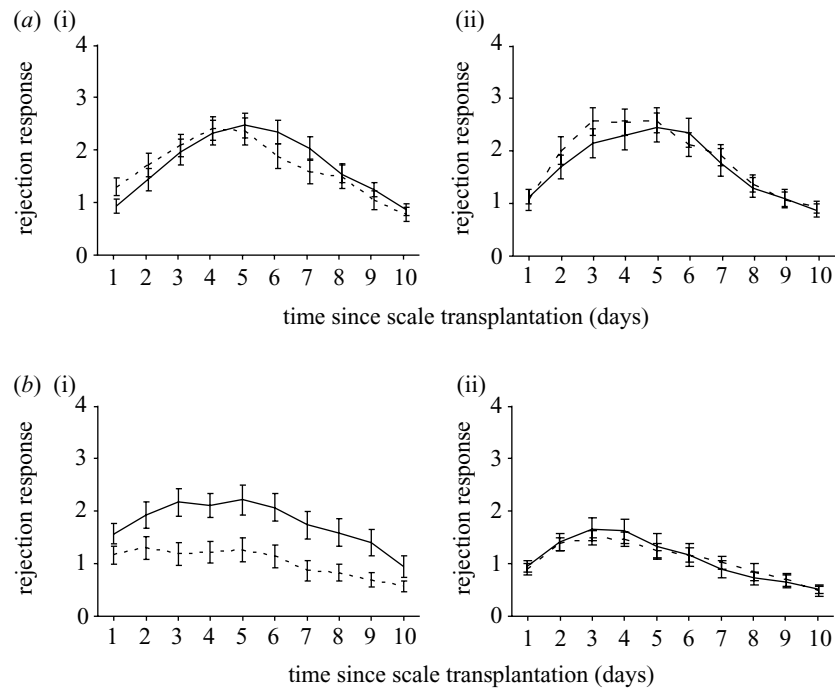 (a) (i)
(ii)
rejection response
4
3
2
1
0
1 2 3 4 5 6 7 8 9 10
rejection response
4
3
2
1
0
1 2 3 4 5 6 7 8 9 10
time since scale transplantation (days)
(b) (i)
(ii)
rejection response
4
3
2
1
0
1 2 3 4 5 6 7 8 9 10
rejection response
4
3
2
1
0
1 2 3 4 5 6 7 8 9 10
time since scale transplantation (days)